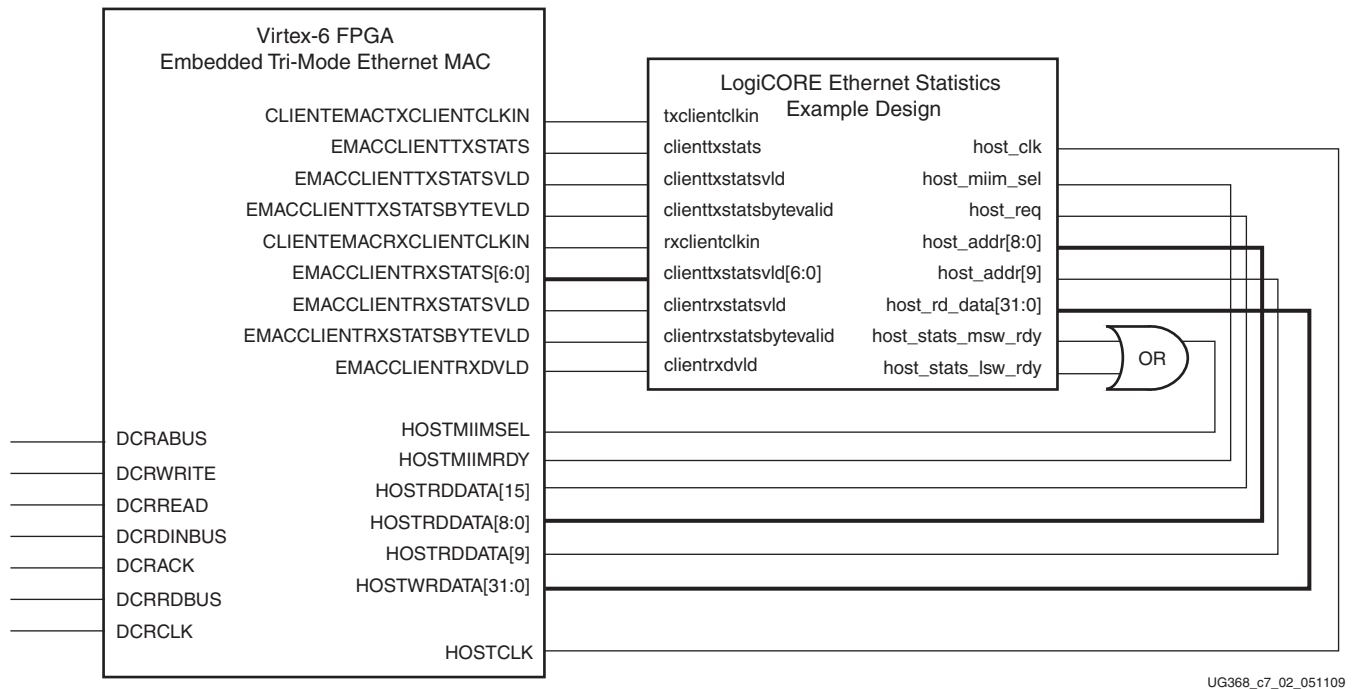 Virtex-6 FPGA
Embedded Tri-Mode Ethernet MAC
CLIENTEMACTXCLIENTCLKIN
EMACCLIENTTXSTATS
EMACCLIENTTXSTATSVLD
EMACCLIENTTXSTATSBYTEVLD
CLIENTEMACRXCLIENTCLKIN
EMACCLIENTRXSTATS[6:0]
EMACCLIENTRXSTATSVLD
EMACCLIENTRXSTATSBYTEVLD
EMACCLIENTRXDVLD
DCRABUS
DCRWRITE
DCRREAD
DCRDINBUS
DCRACK
DCRRDBUS
DCRCLK
HOSTMIIMSEL
HOSTMIIMRDY
HOSTRDDATA[15]
HOSTRDDATA[8:0]
HOSTRDDATA[9]
HOSTWRDATA[31:0]
HOSTCLK
LogiCORE Ethernet Statistics
Example Design
txclientclkin
clienttxstats
clienttxstatsvld
clienttxstatsbytevalid
rxclientclkin
clienttxstatsvld[6:0]
clientrxstatsvld
clientrxstatsbytevalid
clientrxdvld
host_clk
host_miim_sel
host_req
host_addr[8:0]
host_addr[9]
host_rd_data[31:0]
host_stats_msw_rdy
host_stats_lsw_rdy
OR
UG368_c7_02_051109